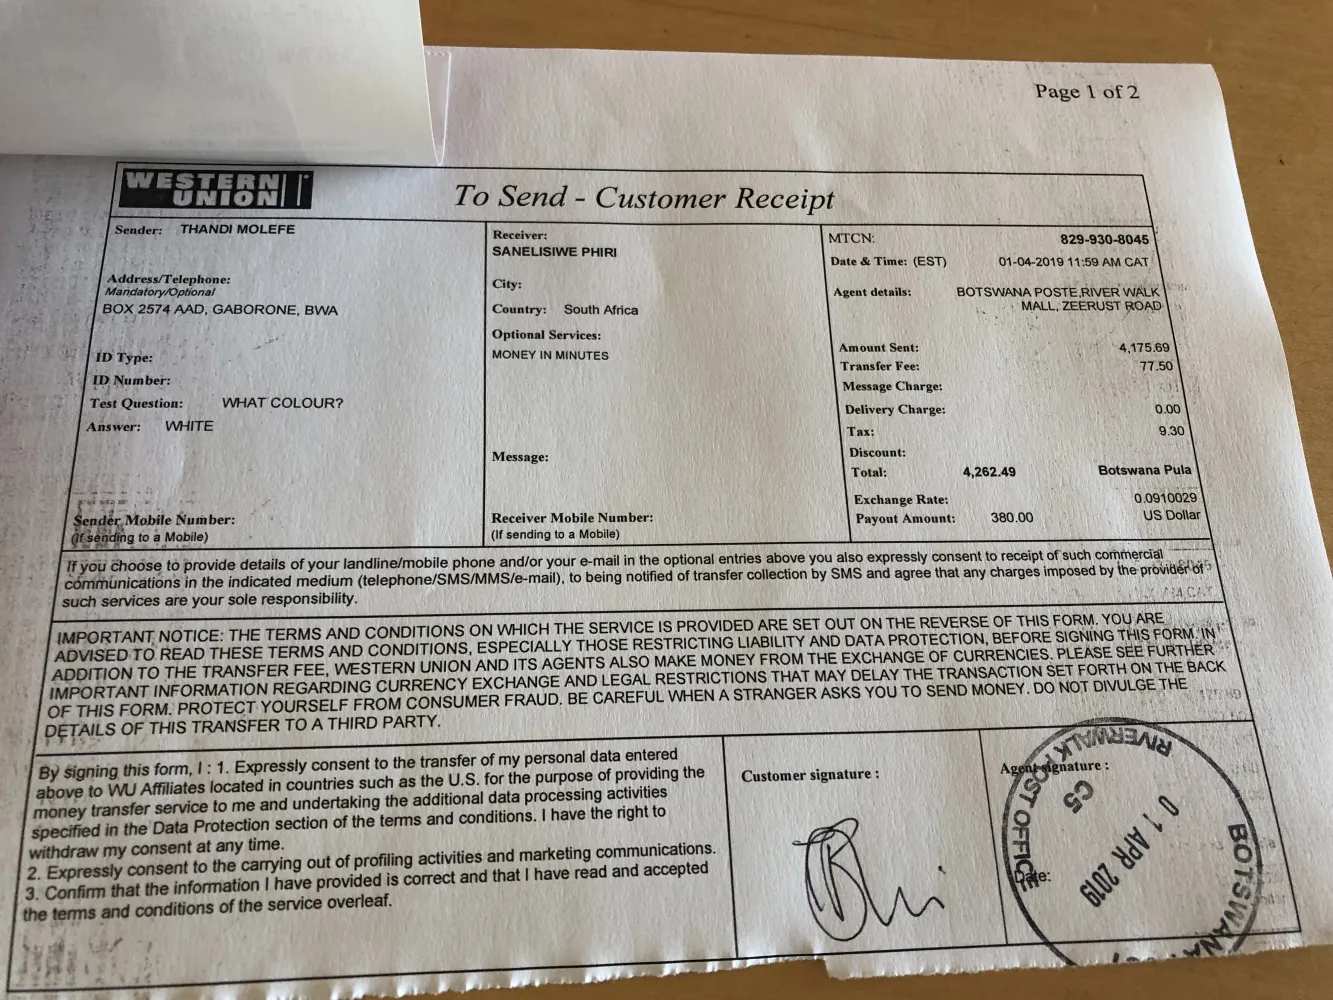 Page 1 of 2
WESTERN UNION
To Send - Customer Receipt
Sender: THANDI MOLEFE
Address/Telephone:
Mandatory/Optional
BOX 2574 AAD, GABORONE, BWA
ID Type:
ID Number:
Test Question: WHAT COLOUR?
Answer: WHITE
Sender Mobile Number:
(If sending to a Mobile)
Receiver:
SANELISIWE PHIRI
City:
Country: South Africa
Optional Services:
MONEY IN MINUTES
Message:
Receiver Mobile Number:
(If sending to a Mobile)
MTCN: 829-930-8045
Date & Time: (EST) 01-04-2019 11:59 AM CAT
Agent details: BOTSWANA POSTE,RIVER WALK
MALL, ZEERUST ROAD
Amount Sent: 4,175.69
Transfer Fee: 77.50
Message Charge:
Delivery Charge: 0.00
Tax: 9.30
Discount:
Total: 4,262.49 Botswana Pula
Exchange Rate: 0.0910029
Payout Amount: 380.00 US Dollar
If you choose to provide details of your landline/mobile phone and/or your e-mail in the optional entries above you also expressly consent to receipt of such commercial
communications in the indicated medium (telephone/SMS/MMS/e-mail), to being notified of transfer collection by SMS and agree that any charges imposed by the provider of
such services are your sole responsibility.
IMPORTANT NOTICE: THE TERMS AND CONDITIONS ON WHICH THE SERVICE IS PROVIDED ARE SET OUT ON THE REVERSE OF THIS FORM. YOU ARE
ADVISED TO READ THESE TERMS AND CONDITIONS, ESPECIALLY THOSE RESTRICTING LIABILITY AND DATA PROTECTION, BEFORE SIGNING THIS FORM. IN
ADDITION TO THE TRANSFER FEE, WESTERN UNION AND ITS AGENTS ALSO MAKE MONEY FROM THE EXCHANGE OF CURRENCIES. PLEASE SEE FURTHER
IMPORTANT INFORMATION REGARDING CURRENCY EXCHANGE AND LEGAL RESTRICTIONS THAT MAY DELAY THE TRANSACTION SET FORTH ON THE BACK
OF THIS FORM. PROTECT YOURSELF FROM CONSUMER FRAUD. BE CAREFUL WHEN A STRANGER ASKS YOU TO SEND MONEY. DO NOT DIVULGE THE
DETAILS OF THIS TRANSFER TO A THIRD PARTY.
By signing this form, I : 1. Expressly consent to the transfer of my personal data entered
above to WU Affiliates located in countries such as the U.S. for the purpose of providing the
money transfer service to me and undertaking the additional data processing activities
specified in the Data Protection section of the terms and conditions. I have the right to
withdraw my consent at any time.
2. Expressly consent to the carrying out of profiling activities and marketing communications.
3. Confirm that the information I have provided is correct and that I have read and accepted
the terms and conditions of the service overleaf.
Customer signature :
Agent signature :
Date:
RIVERWALK POST OFFICE
C5
01 APR 2019
BOTSWANA